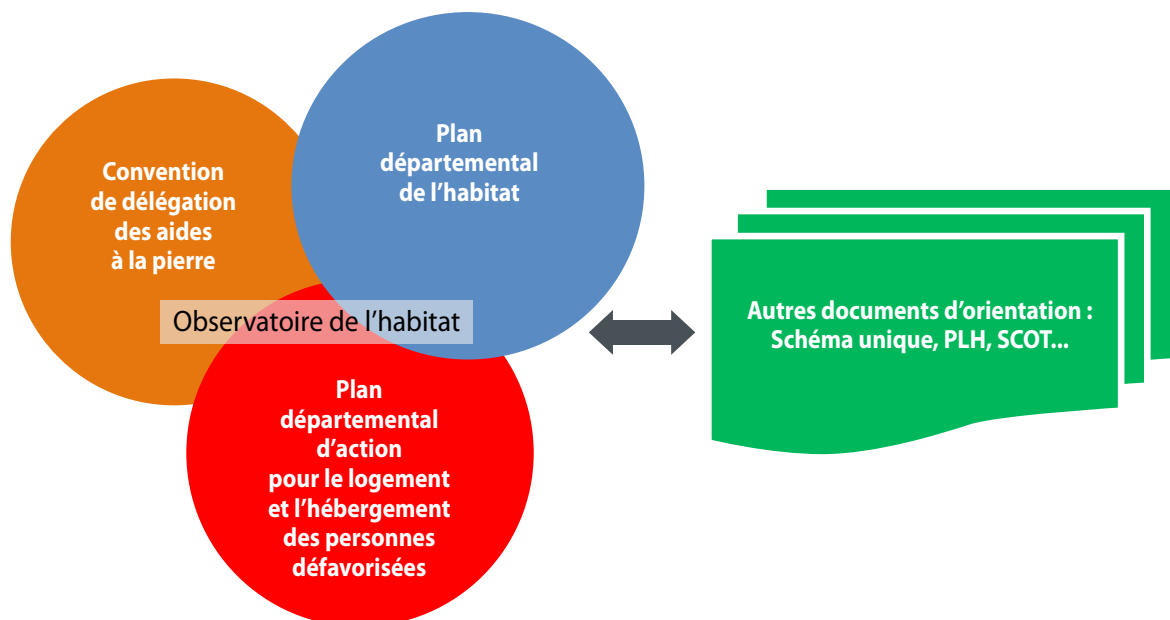 Convention
de délégation
des aides
à la pierre
Plan
départemental
de l’habitat
Observatoire de l’habitat
Plan
départemental
d’action
pour le logement
et l’hébergement
des personnes
défavorisées
Autres documents d’orientation :
Schéma unique, PLH, SCOT...